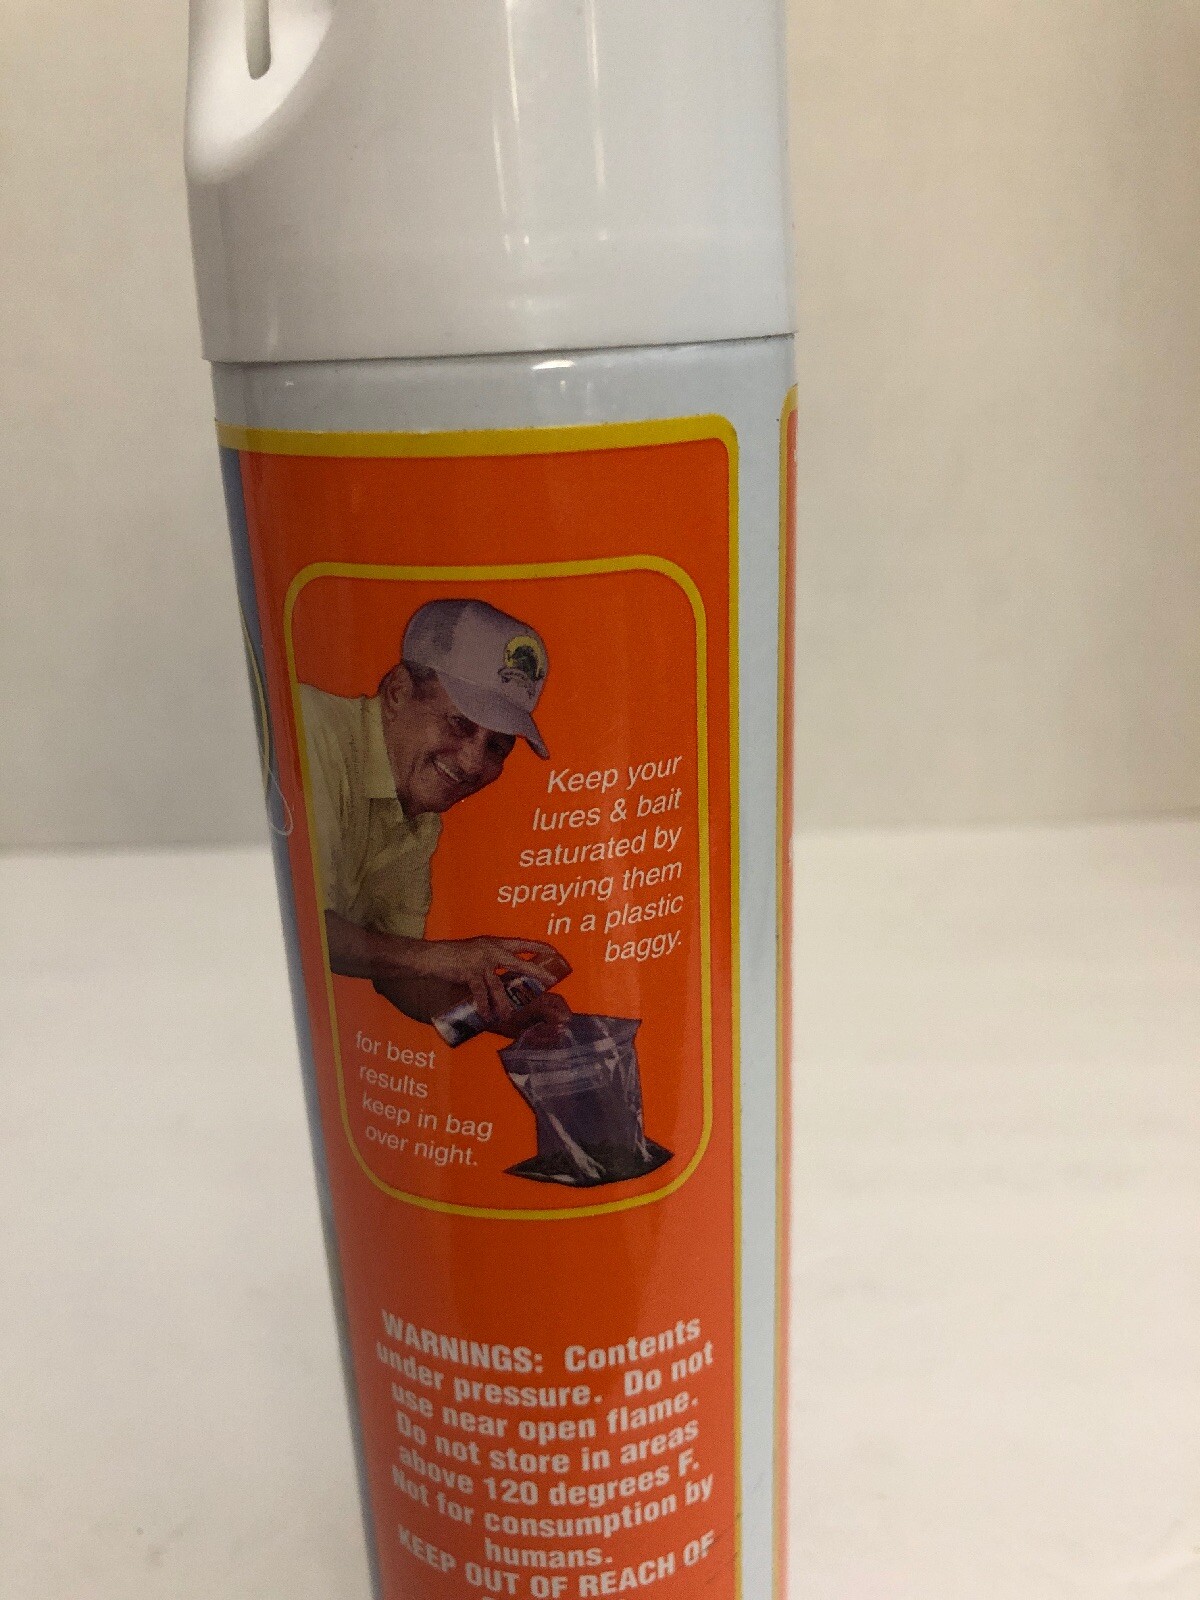 Keep your
lures & bait
saturated by
spraying them
in a plastic
baggy.
for best
results
keep in bag
over night.
WARNINGS: Contents
under pressure. Do not
use near open flame.
Do not store in areas
above 120 degrees F.
Not for consumption by
humans.
KEEP OUT OF REACH OF